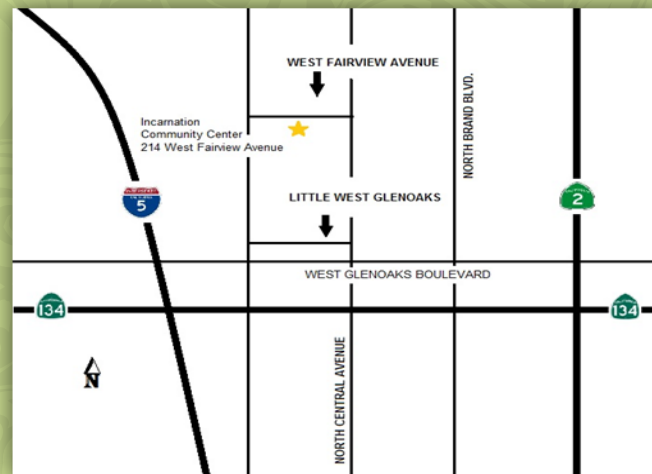 WEST FAIRVIEW AVENUE
Incarnation
Community Center
214 West Fairview Avenue
NORTH BRAND BLVD.
5
LITTLE WEST GLENOAKS
2
WEST GLENOAKS BOULEVARD
134
134
N
NORTH CENTRAL AVENUE